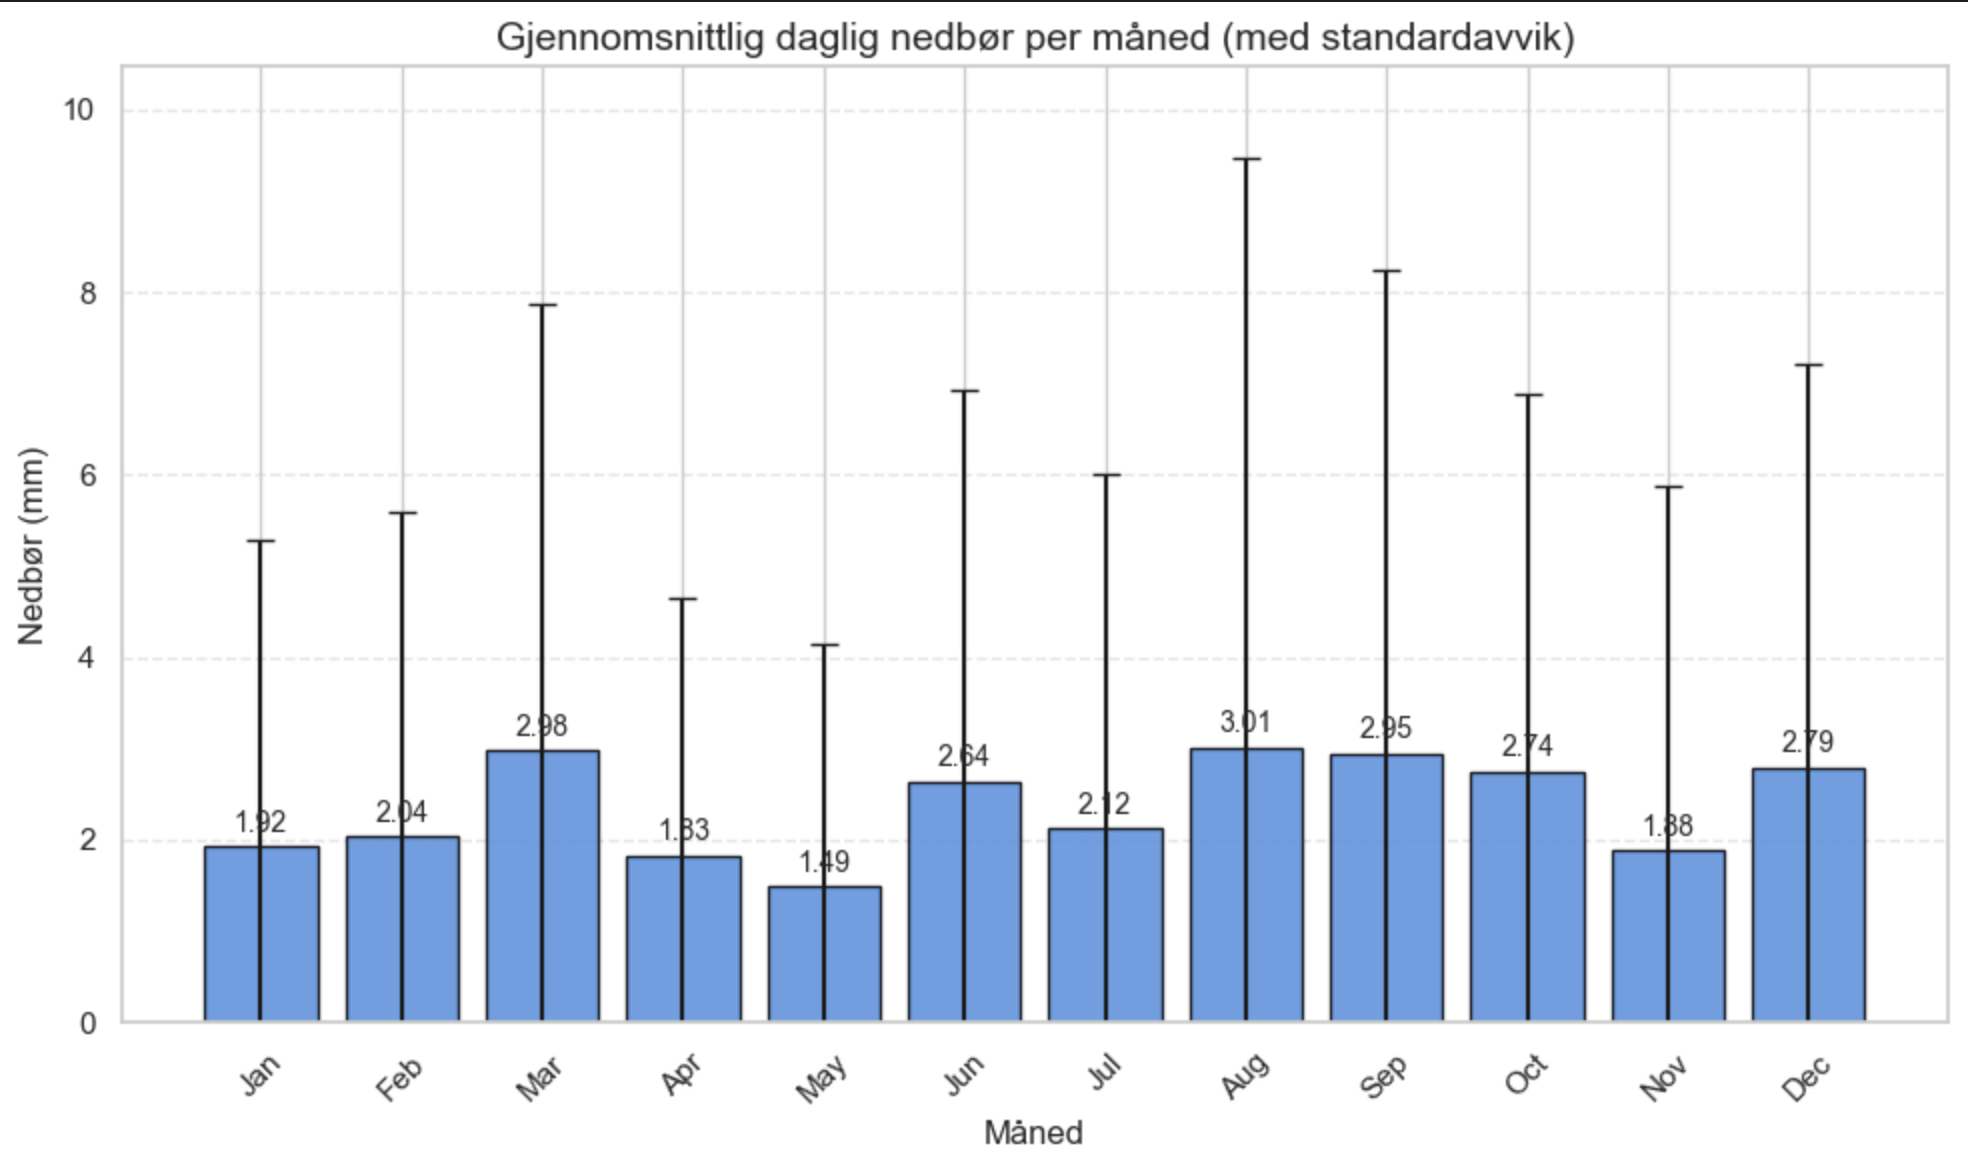 Gjennomsnittlig daglig nedbør per måned (med standardavvik)
10
8
6
4
2
0
Nedbør (mm)
1.92
2.04
2.98
1.83
1.49
2.64
2.12
3.01
2.95
2.74
1.88
2.79
Jan
Feb
Mar
Apr
May
Jun
Jul
Aug
Sep
Oct
Nov
Dec
Måned